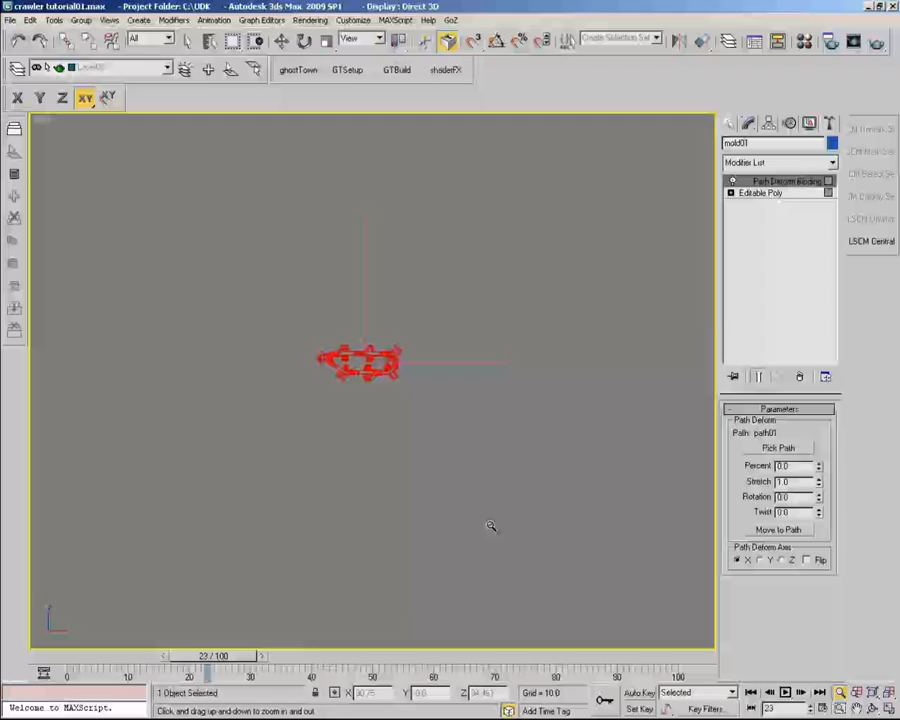 crawler tutorial01.max - Project Folder: C:\UDK - Autodesk 3ds Max 2009 SP1 - Display : Direct 3D
File Edit Tools Group Views Create Modifiers Animation Graph Editors Rendering Customize MAXScript Help GoZ
All View Create Selection Set
ghostTown GTSetup GTBuild shaderFX
X Y Z XY XY
mold01
Modifier List
Path Deform Binding
Editable Poly
LSCM Central
Parameters
Path Deform
Path: path01
Pick Path
Percent 0.0
Stretch 1.0
Rotation 0.0
Twist 0.0
Move to Path
Path Deform Axis
X Y Z Flip
23 / 100
0 10 20 30 40 50 60 70 80 90 100
1 Object Selected X Y Z Grid = 10.0 Auto Key Selected
Welcome to MAXScript. Click and drag up-and-down to zoom in and out Add Time Tag Set Key Key Filters... 23